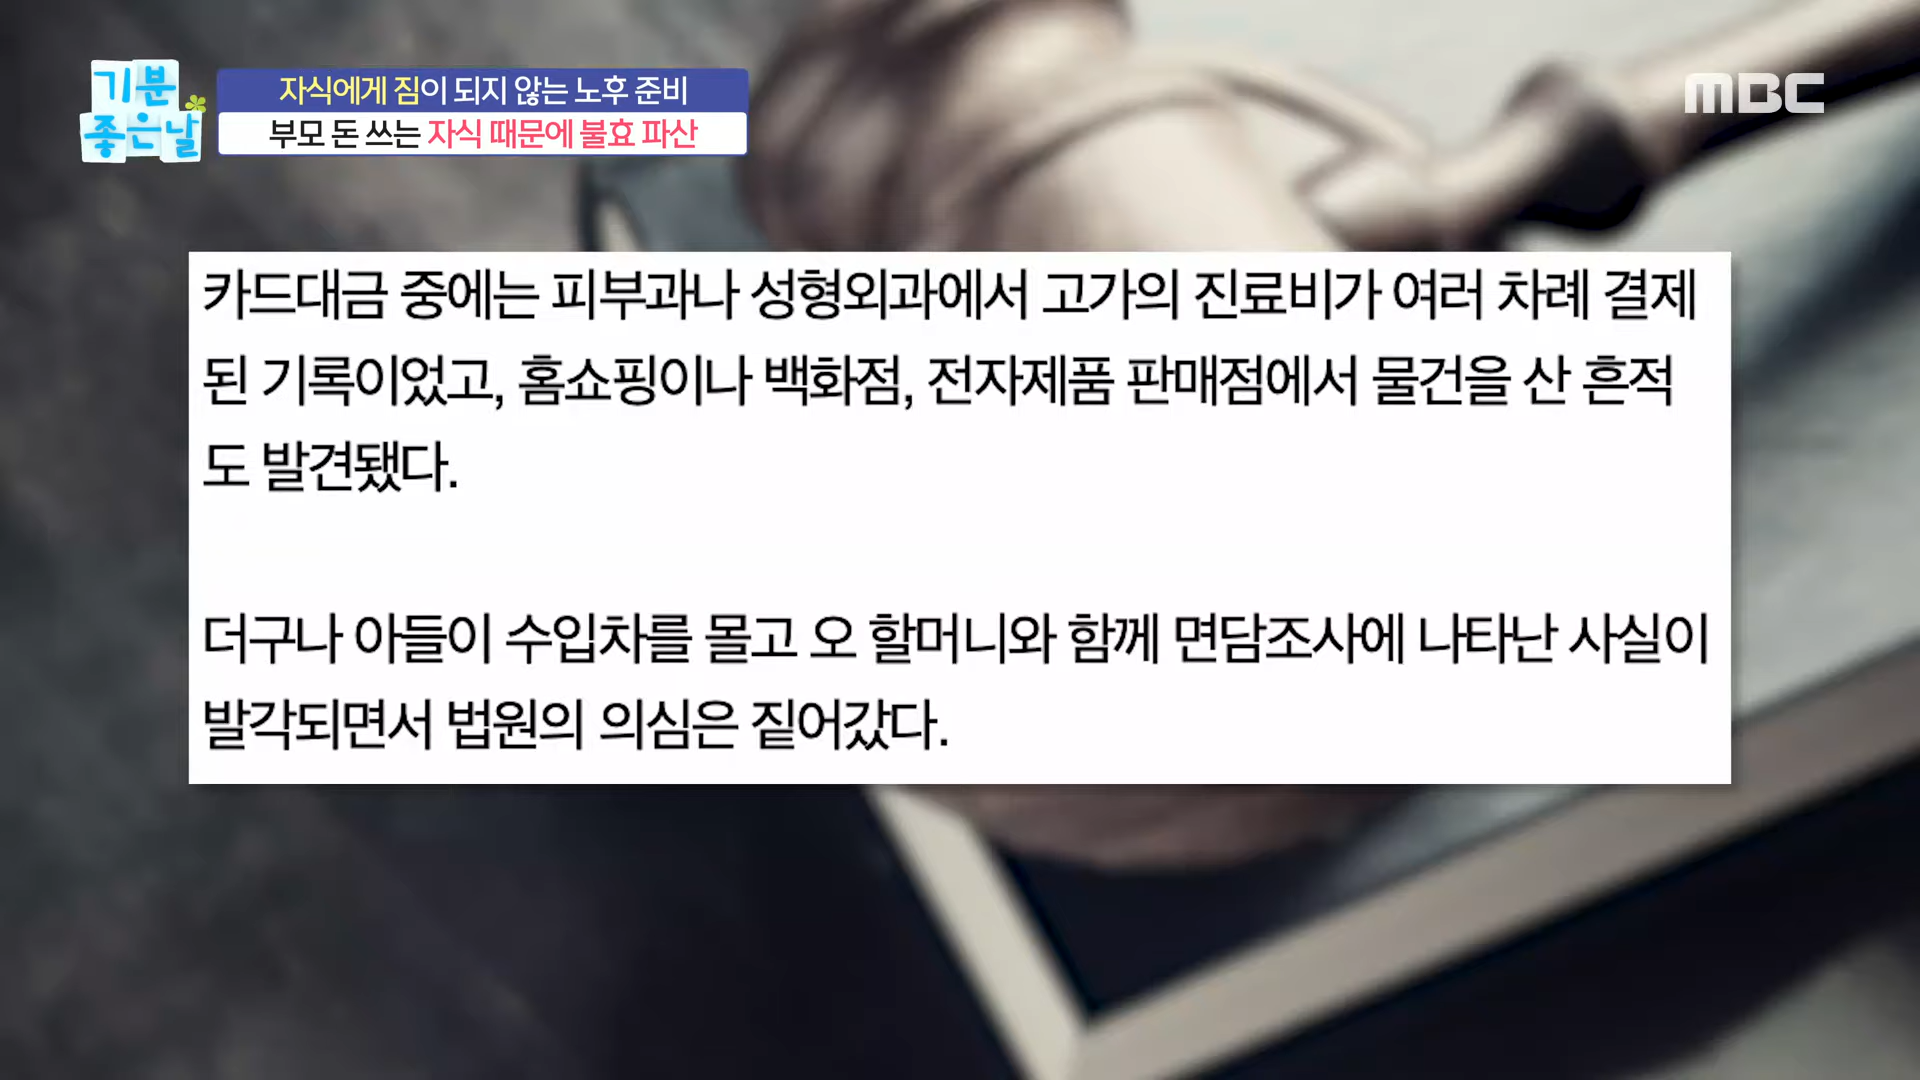 기분
좋은날
자식에게 짐이 되지 않는 노후 준비
부모 돈 쓰는 자식 때문에 불효 파산
MBC
카드대금 중에는 피부과나 성형외과에서 고가의 진료비가 여러 차례 결제
된 기록이었고, 홈쇼핑이나 백화점, 전자제품 판매점에서 물건을 산 흔적
도 발견됐다.
더구나 아들이 수입차를 몰고 오 할머니와 함께 면담조사에 나타난 사실이
발각되면서 법원의 의심은 짙어갔다.